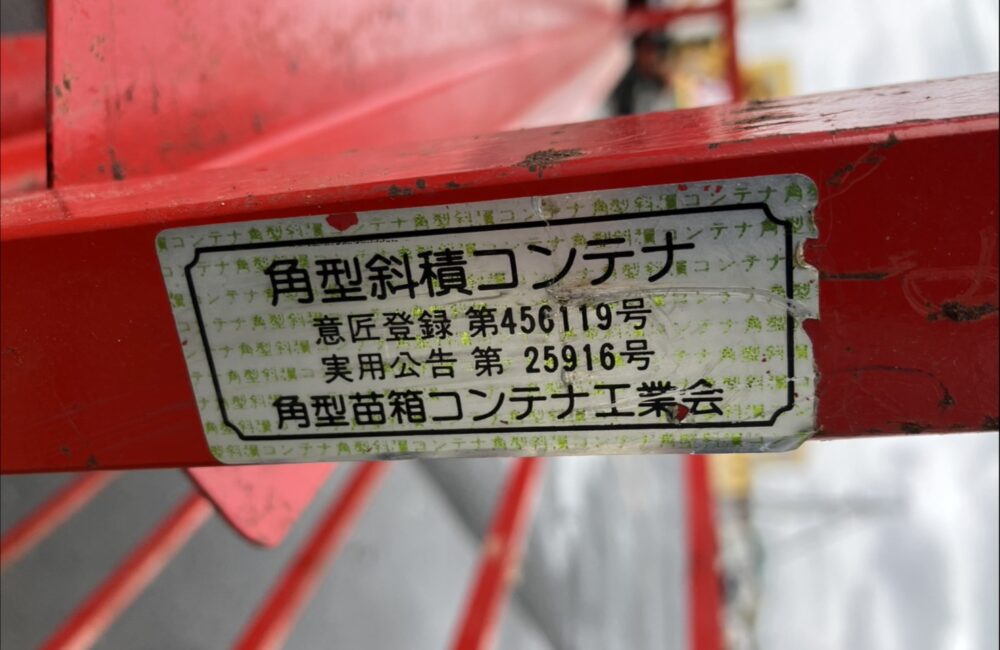 角型斜積コンテナ
意匠登録 第456119号
実用公告 第 25916号
角型苗箱コンテナ工業会